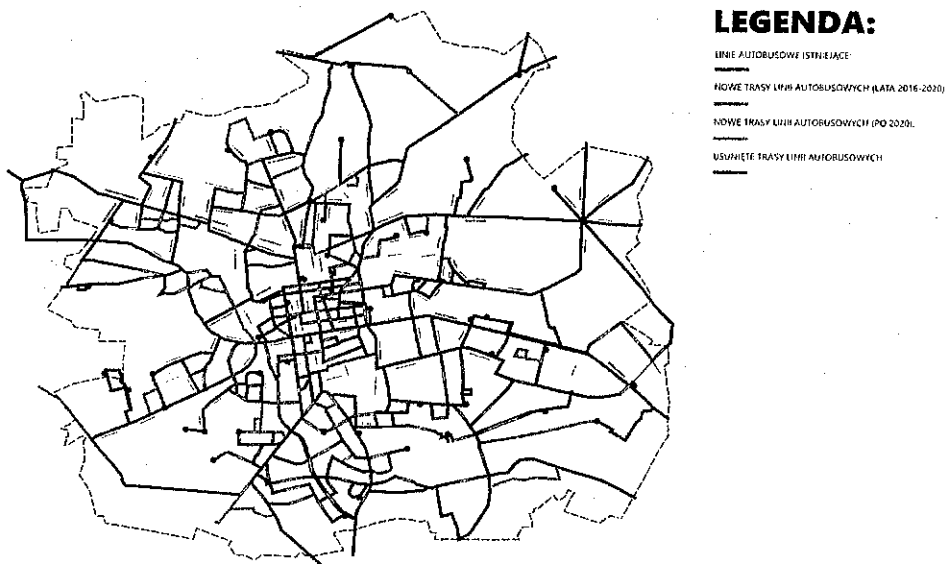 LEGENDA:
LINIE AUTOBUSOWE ISTNIEJĄCE:
NOWE TRASY LINII AUTOBUSOWYCH (LATA 2016-2020)
NOWE TRASY LINII AUTOBUSOWYCH (PO 2020).
USUNIĘTE TRASY LINII AUTOBUSOWYCH